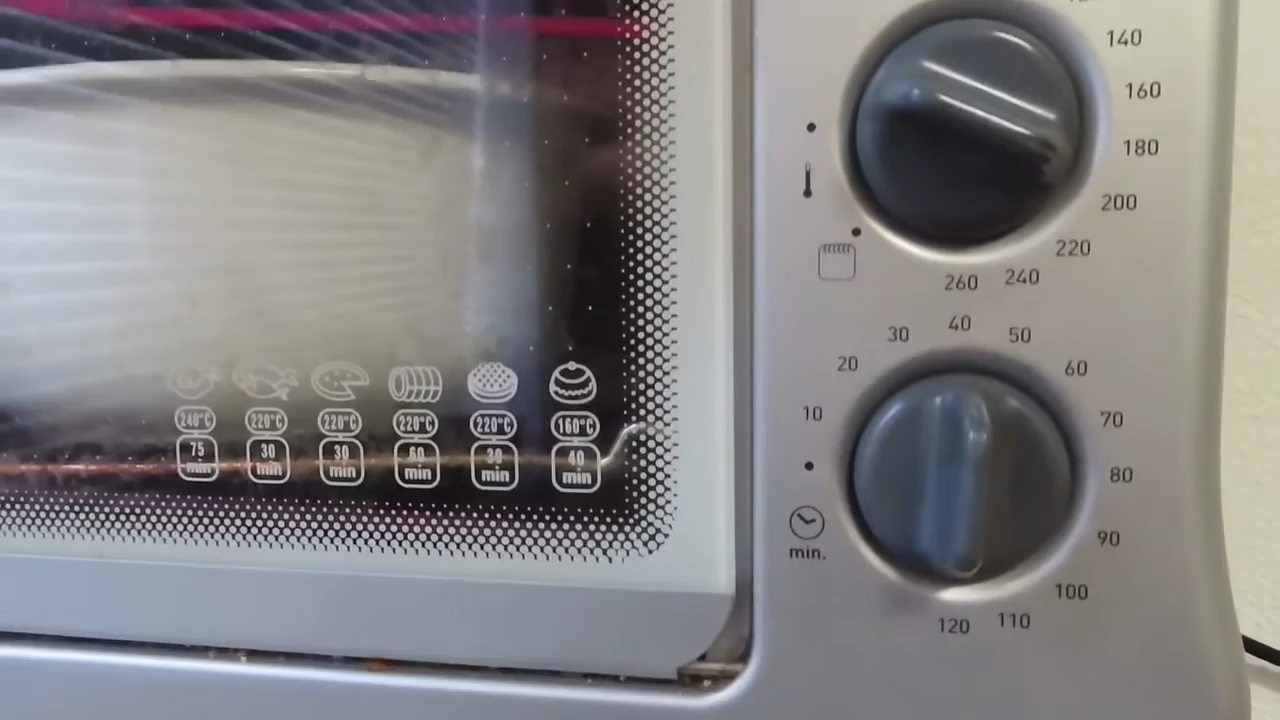 140
160
180
200
220
240
260
30 40 50
20 60
10 70
80
90
100
110
120
min.
240°C 220°C 220°C 220°C 220°C 160°C
75 30 30 60 30 40
min min min min min min